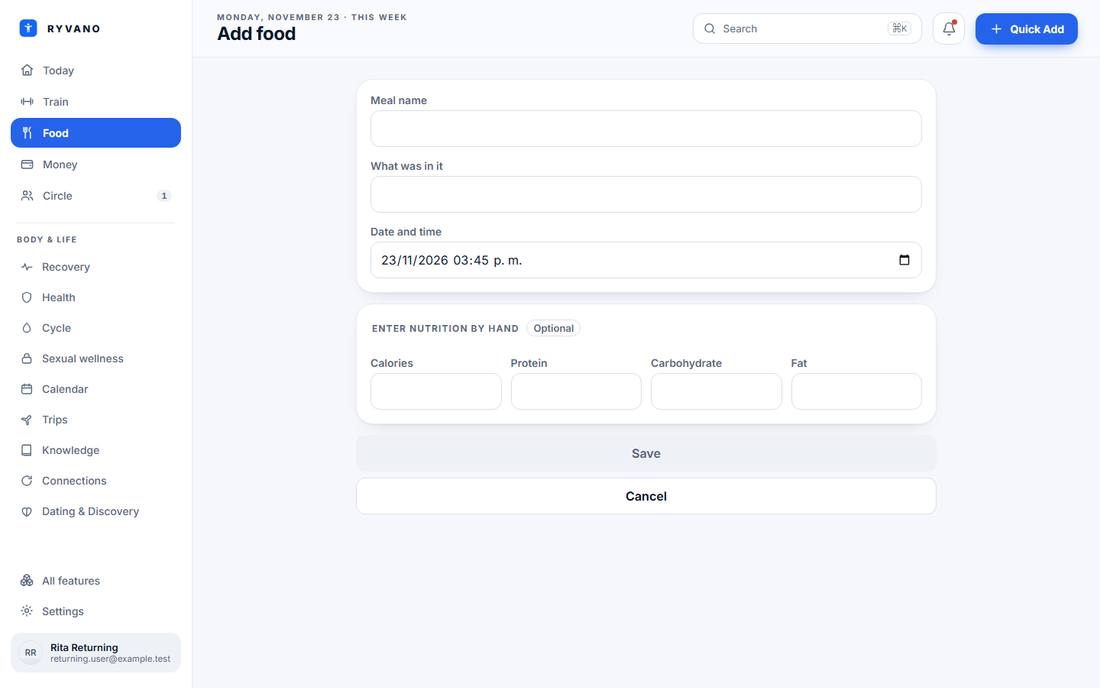 RYVANO
Today
Train
Food
Money
Circle 1
BODY & LIFE
Recovery
Health
Cycle
Sexual wellness
Calendar
Trips
Knowledge
Connections
Dating & Discovery
All features
Settings
RR
Rita Returning
returning.user@example.test
MONDAY, NOVEMBER 23 · THIS WEEK
Add food
Search ⌘K
Quick Add
Meal name
What was in it
Date and time
23/11/2026 03:45 p. m.
ENTER NUTRITION BY HAND Optional
Calories Protein Carbohydrate Fat
Save
Cancel